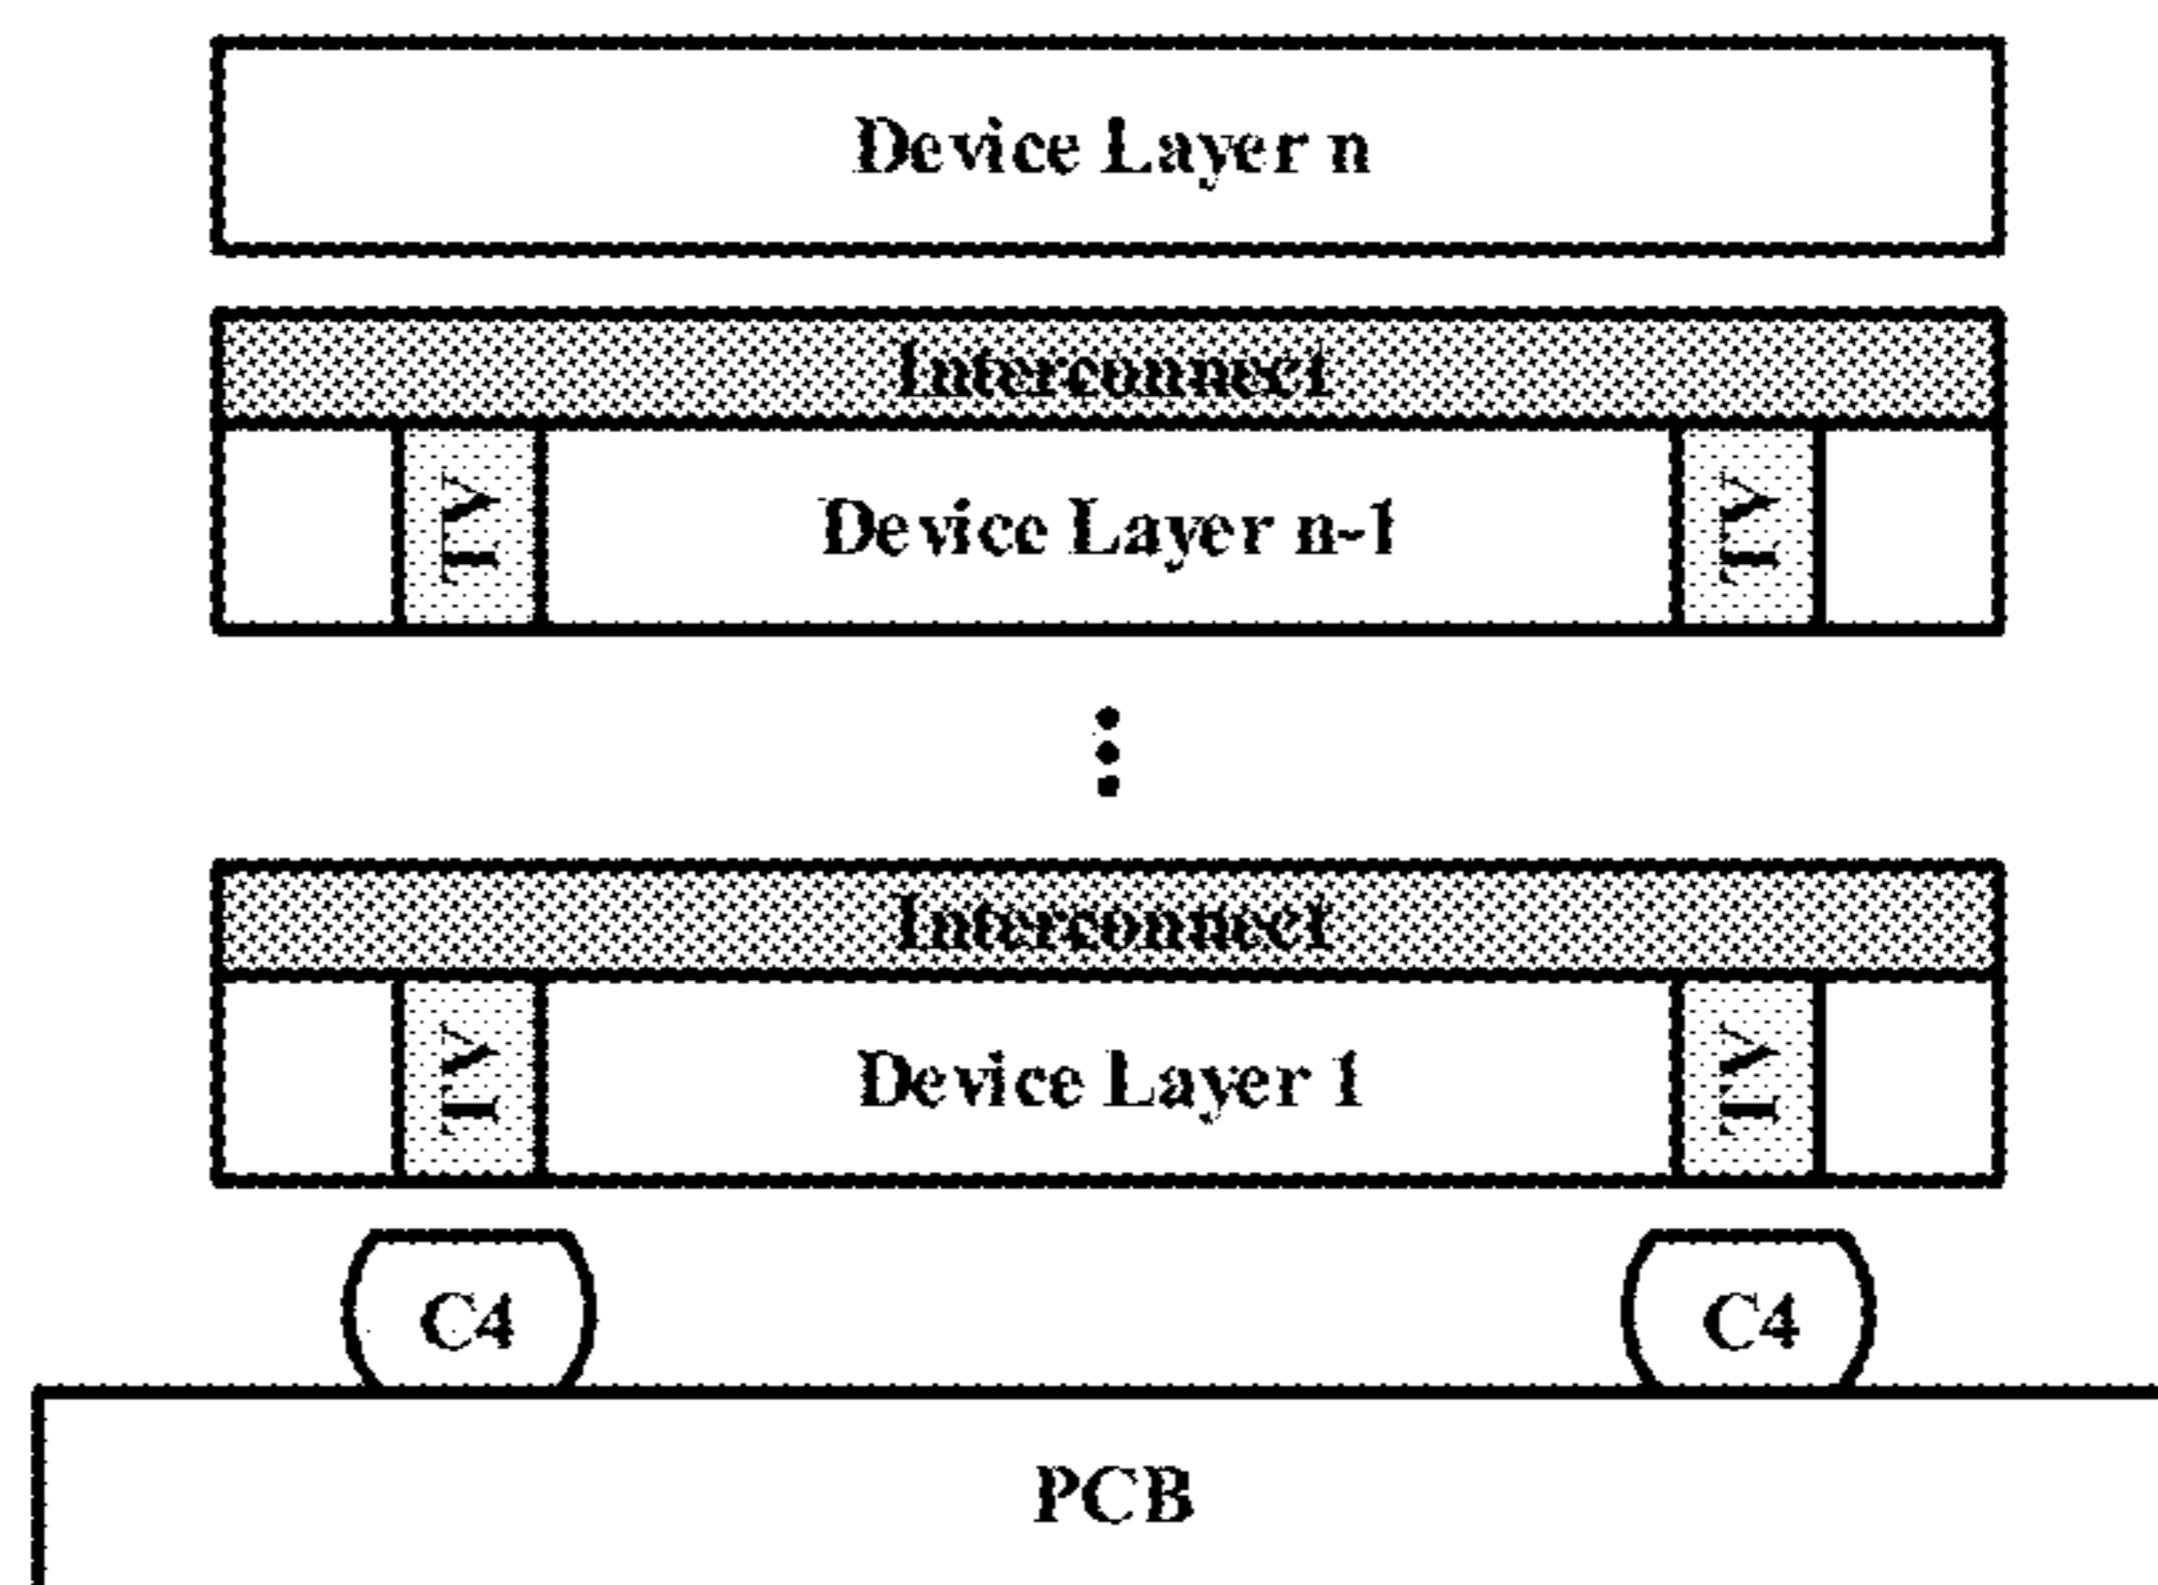 Device Layer n
Interconnect
TV
Device Layer n-1
TV
Interconnect
TV
Device Layer 1
TV
C4
C4
PCB